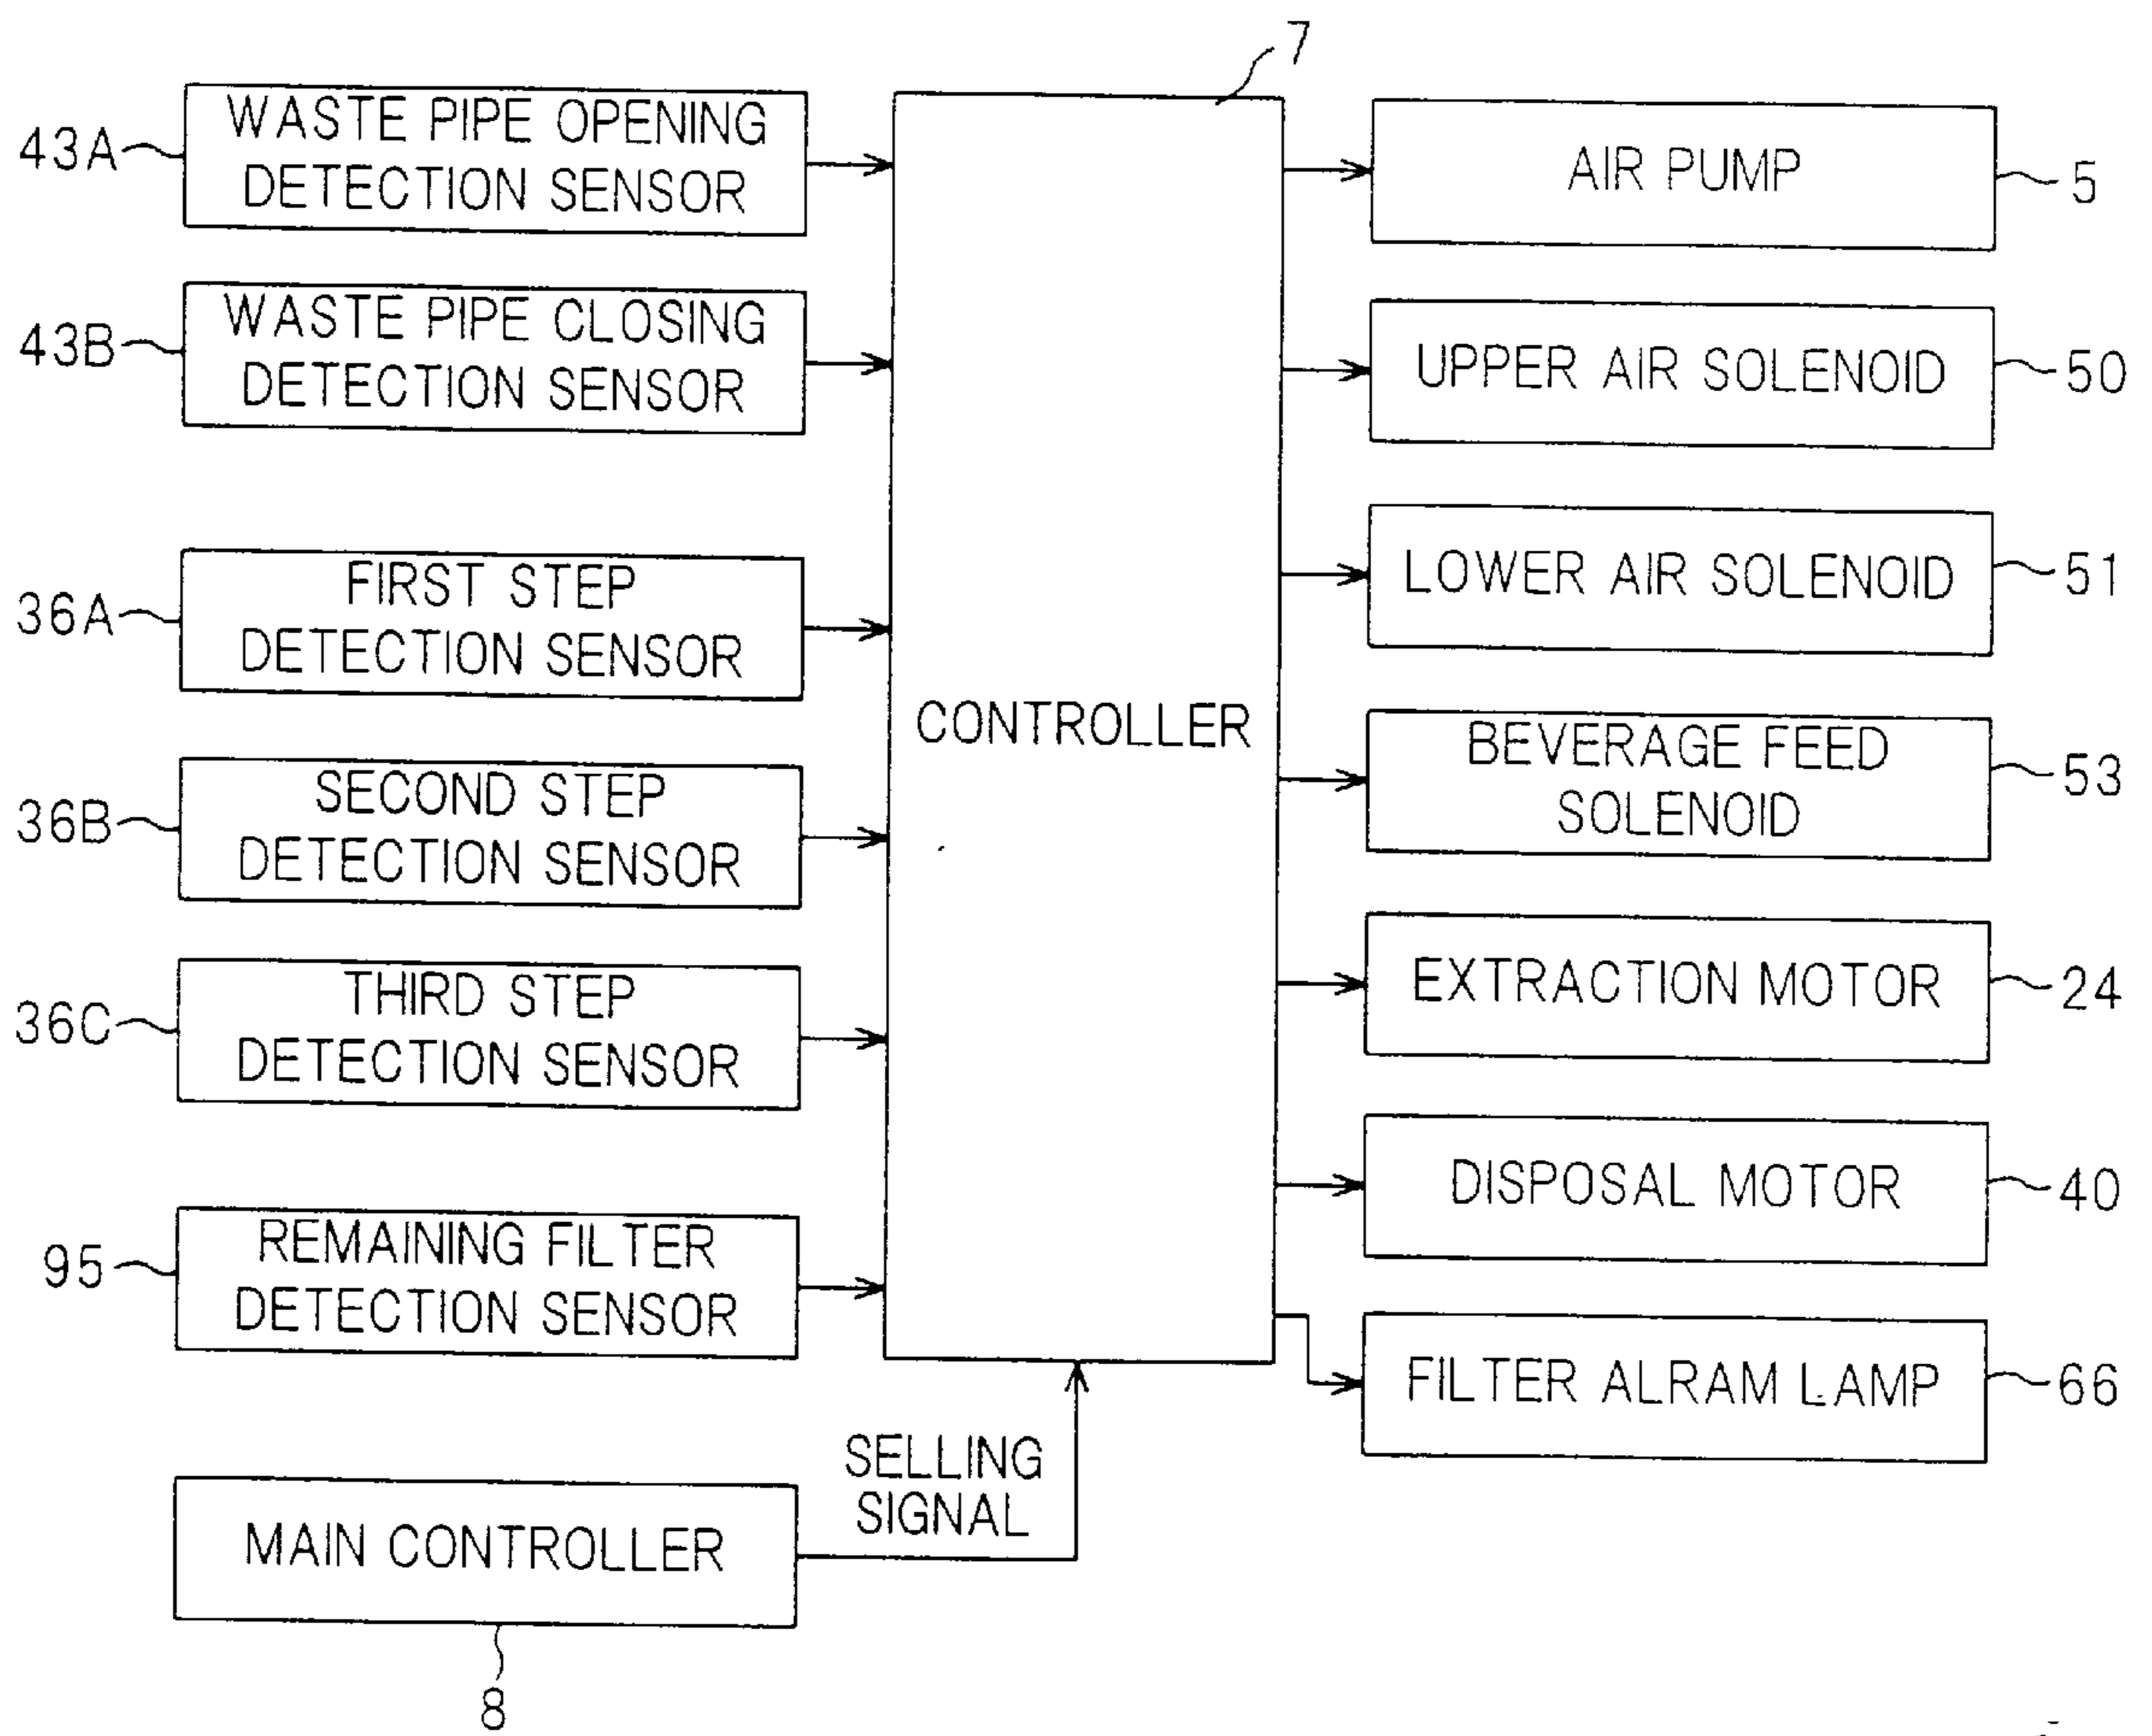 7
43A
WASTE PIPE OPENING
DETECTION SENSOR
43B
WASTE PIPE CLOSING
DETECTION SENSOR
36A
FIRST STEP
DETECTION SENSOR
36B
SECOND STEP
DETECTION SENSOR
36C
THIRD STEP
DETECTION SENSOR
95
REMAINING FILTER
DETECTION SENSOR
MAIN CONTROLLER
8
SELLING
SIGNAL
CONTROLLER
AIR PUMP
5
UPPER AIR SOLENOID
50
LOWER AIR SOLENOID
51
BEVERAGE FEED
SOLENOID
53
EXTRACTION MOTOR
24
DISPOSAL MOTOR
40
FILTER ALRAM LAMP
66